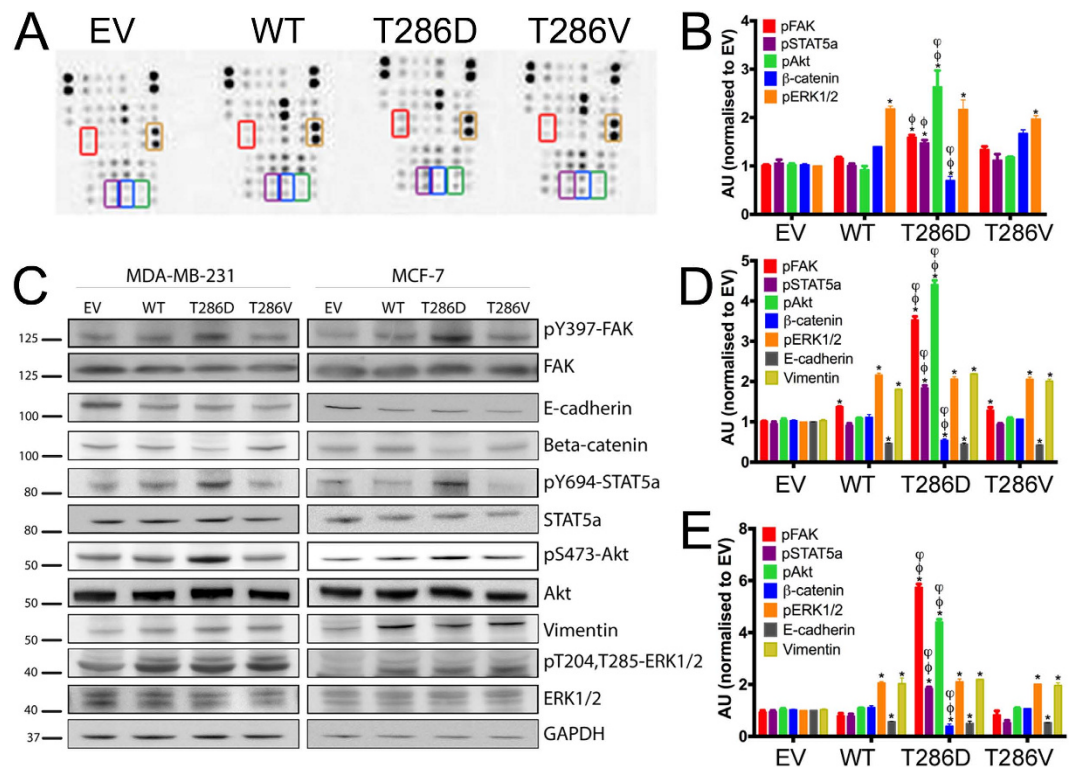 A
EV
WT
T286D
T286V
B
AU (normalised to EV)
4
3
2
1
0
pFAK
pSTAT5a
pAkt
β-catenin
pERK1/2
* ϕ
* ϕ
* ϕ φ
* ϕ φ
*
*
*
EV
WT
T286D
T286V
C
MDA-MB-231
MCF-7
EV WT T286D T286V
EV WT T286D T286V
125 pY397-FAK
125 FAK
100 E-cadherin
100 Beta-catenin
80 pY694-STAT5a
80 STAT5a
50 pS473-Akt
50 Akt
50 Vimentin
40 pT204,T285-ERK1/2
40 ERK1/2
37 GAPDH
D
AU (normalised to EV)
5
4
3
2
1
0
pFAK
pSTAT5a
pAkt
β-catenin
pERK1/2
E-cadherin
Vimentin
* * * *
* ϕ φ
* ϕ φ
* ϕ φ
* ϕ φ
* * *
* * * *
EV
WT
T286D
T286V
E
AU (normalised to EV)
8
6
4
2
0
pFAK
pSTAT5a
pAkt
β-catenin
pERK1/2
E-cadherin
Vimentin
* * *
* ϕ φ
* ϕ φ
* ϕ φ
* ϕ φ
* * *
* * *
EV
WT
T286D
T286V